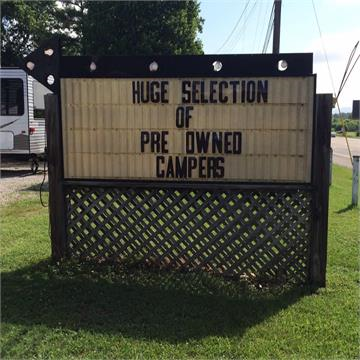 HUGE SELECTION
OF
PRE OWNED
CAMPERS